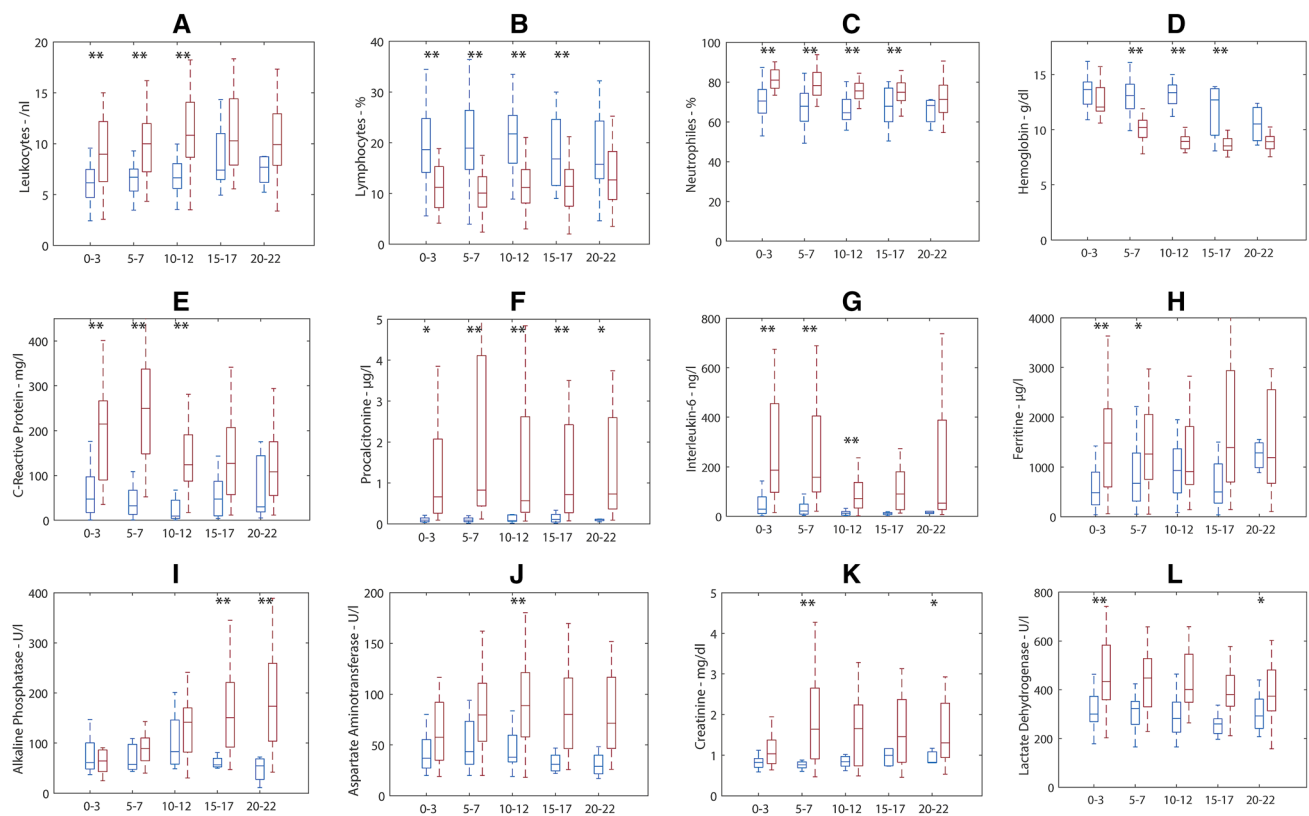 A
Leukocytes - /nl
20
15
10
5
0
** ** **
0-3 5-7 10-12 15-17 20-22
B
Lymphocytes - %
40
30
20
10
0
** ** ** **
0-3 5-7 10-12 15-17 20-22
C
Neutrophiles - %
100
80
60
40
20
0
** ** ** **
0-3 5-7 10-12 15-17 20-22
D
Hemoglobin - g/dl
15
10
5
0
** ** **
0-3 5-7 10-12 15-17 20-22
E
C-Reactive Protein - mg/l
400
300
200
100
0
** ** **
0-3 5-7 10-12 15-17 20-22
F
Procalcitonine - µg/l
5
4
3
2
1
0
* ** ** ** *
0-3 5-7 10-12 15-17 20-22
G
Interleukin-6 - ng/l
800
600
400
200
0
** ** **
0-3 5-7 10-12 15-17 20-22
H
Ferritine - µg/l
4000
3000
2000
1000
0
** *
0-3 5-7 10-12 15-17 20-22
I
Alkaline Phosphatase - U/l
400
300
200
100
0
** **
0-3 5-7 10-12 15-17 20-22
J
Aspartate Aminotransferase - U/l
200
150
100
50
0
**
0-3 5-7 10-12 15-17 20-22
K
Creatinine - mg/dl
5
4
3
2
1
0
** *
0-3 5-7 10-12 15-17 20-22
L
Lactate Dehydrogenase - U/l
800
600
400
200
0
** *
0-3 5-7 10-12 15-17 20-22